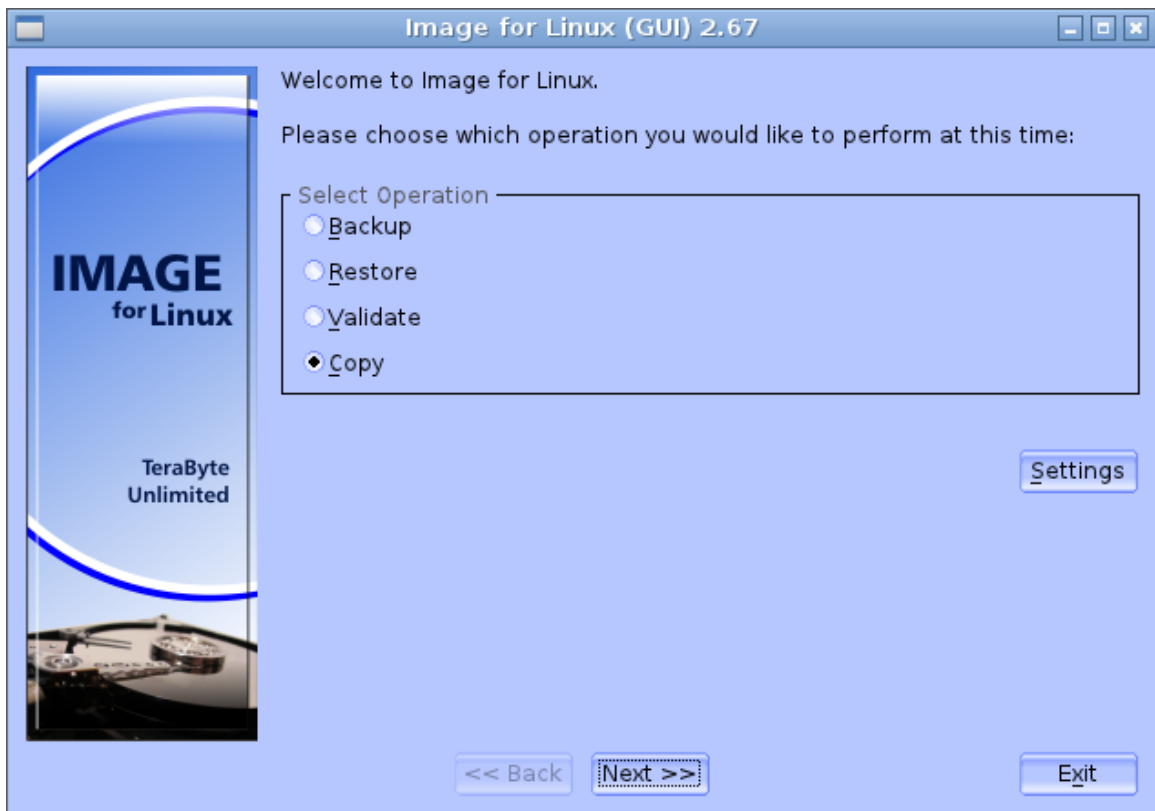 Image for Linux (GUI) 2.67
IMAGE
for Linux
TeraByte
Unlimited
Welcome to Image for Linux.
Please choose which operation you would like to perform at this time:
Select Operation
Backup
Restore
Validate
Copy
Settings
<< Back
Next >>
Exit